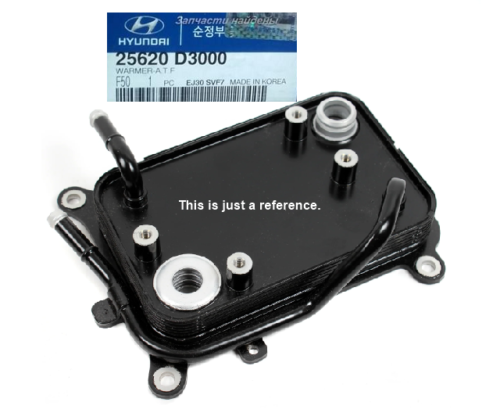 Запчасти найдены
HYUNDAI 순정부
25620 D3000
WARMER-A.T.F
F50 1 PC EJ30 SVF7 MADE IN KOREA
This is just a reference.